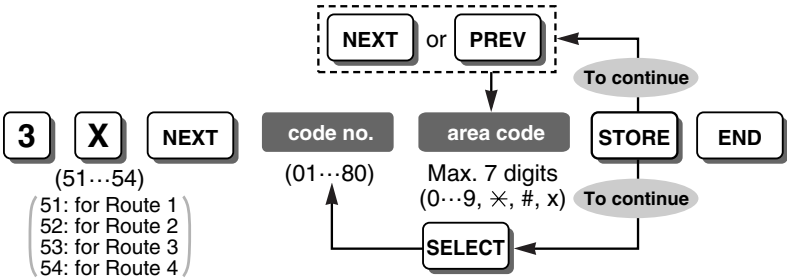 NEXT or PREV
To continue
3 X NEXT code no. area code STORE END
(51···54) (01···80) Max. 7 digits
(0···9, ✳, #, x)
To continue
51: for Route 1
52: for Route 2
53: for Route 3
54: for Route 4
SELECT